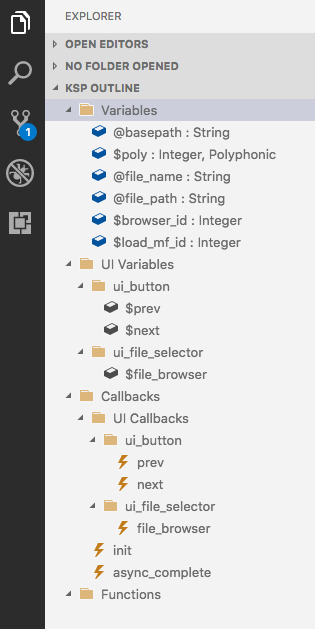 EXPLORER
OPEN EDITORS
NO FOLDER OPENED
KSP OUTLINE
Variables
@basepath : String
$poly : Integer, Polyphonic
@file_name : String
@file_path : String
$browser_id : Integer
$load_mf_id : Integer
UI Variables
ui_button
$prev
$next
ui_file_selector
$file_browser
Callbacks
UI Callbacks
ui_button
prev
next
ui_file_selector
file_browser
init
async_complete
Functions
1